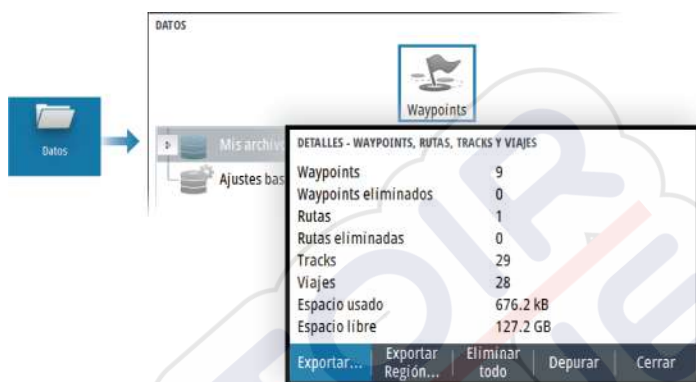 DATOS
Waypoints
Datos
Mis archiv
Ajustes bas
DETALLES - WAYPOINTS, RUTAS, TRACKS Y VIAJES
Waypoints 9
Waypoints eliminados 0
Rutas 1
Rutas eliminadas 0
Tracks 29
Viajes 28
Espacio usado 676.2 kB
Espacio libre 127.2 GB
Exportar...
Exportar
Región...
Eliminar
todo
Depurar
Cerrar